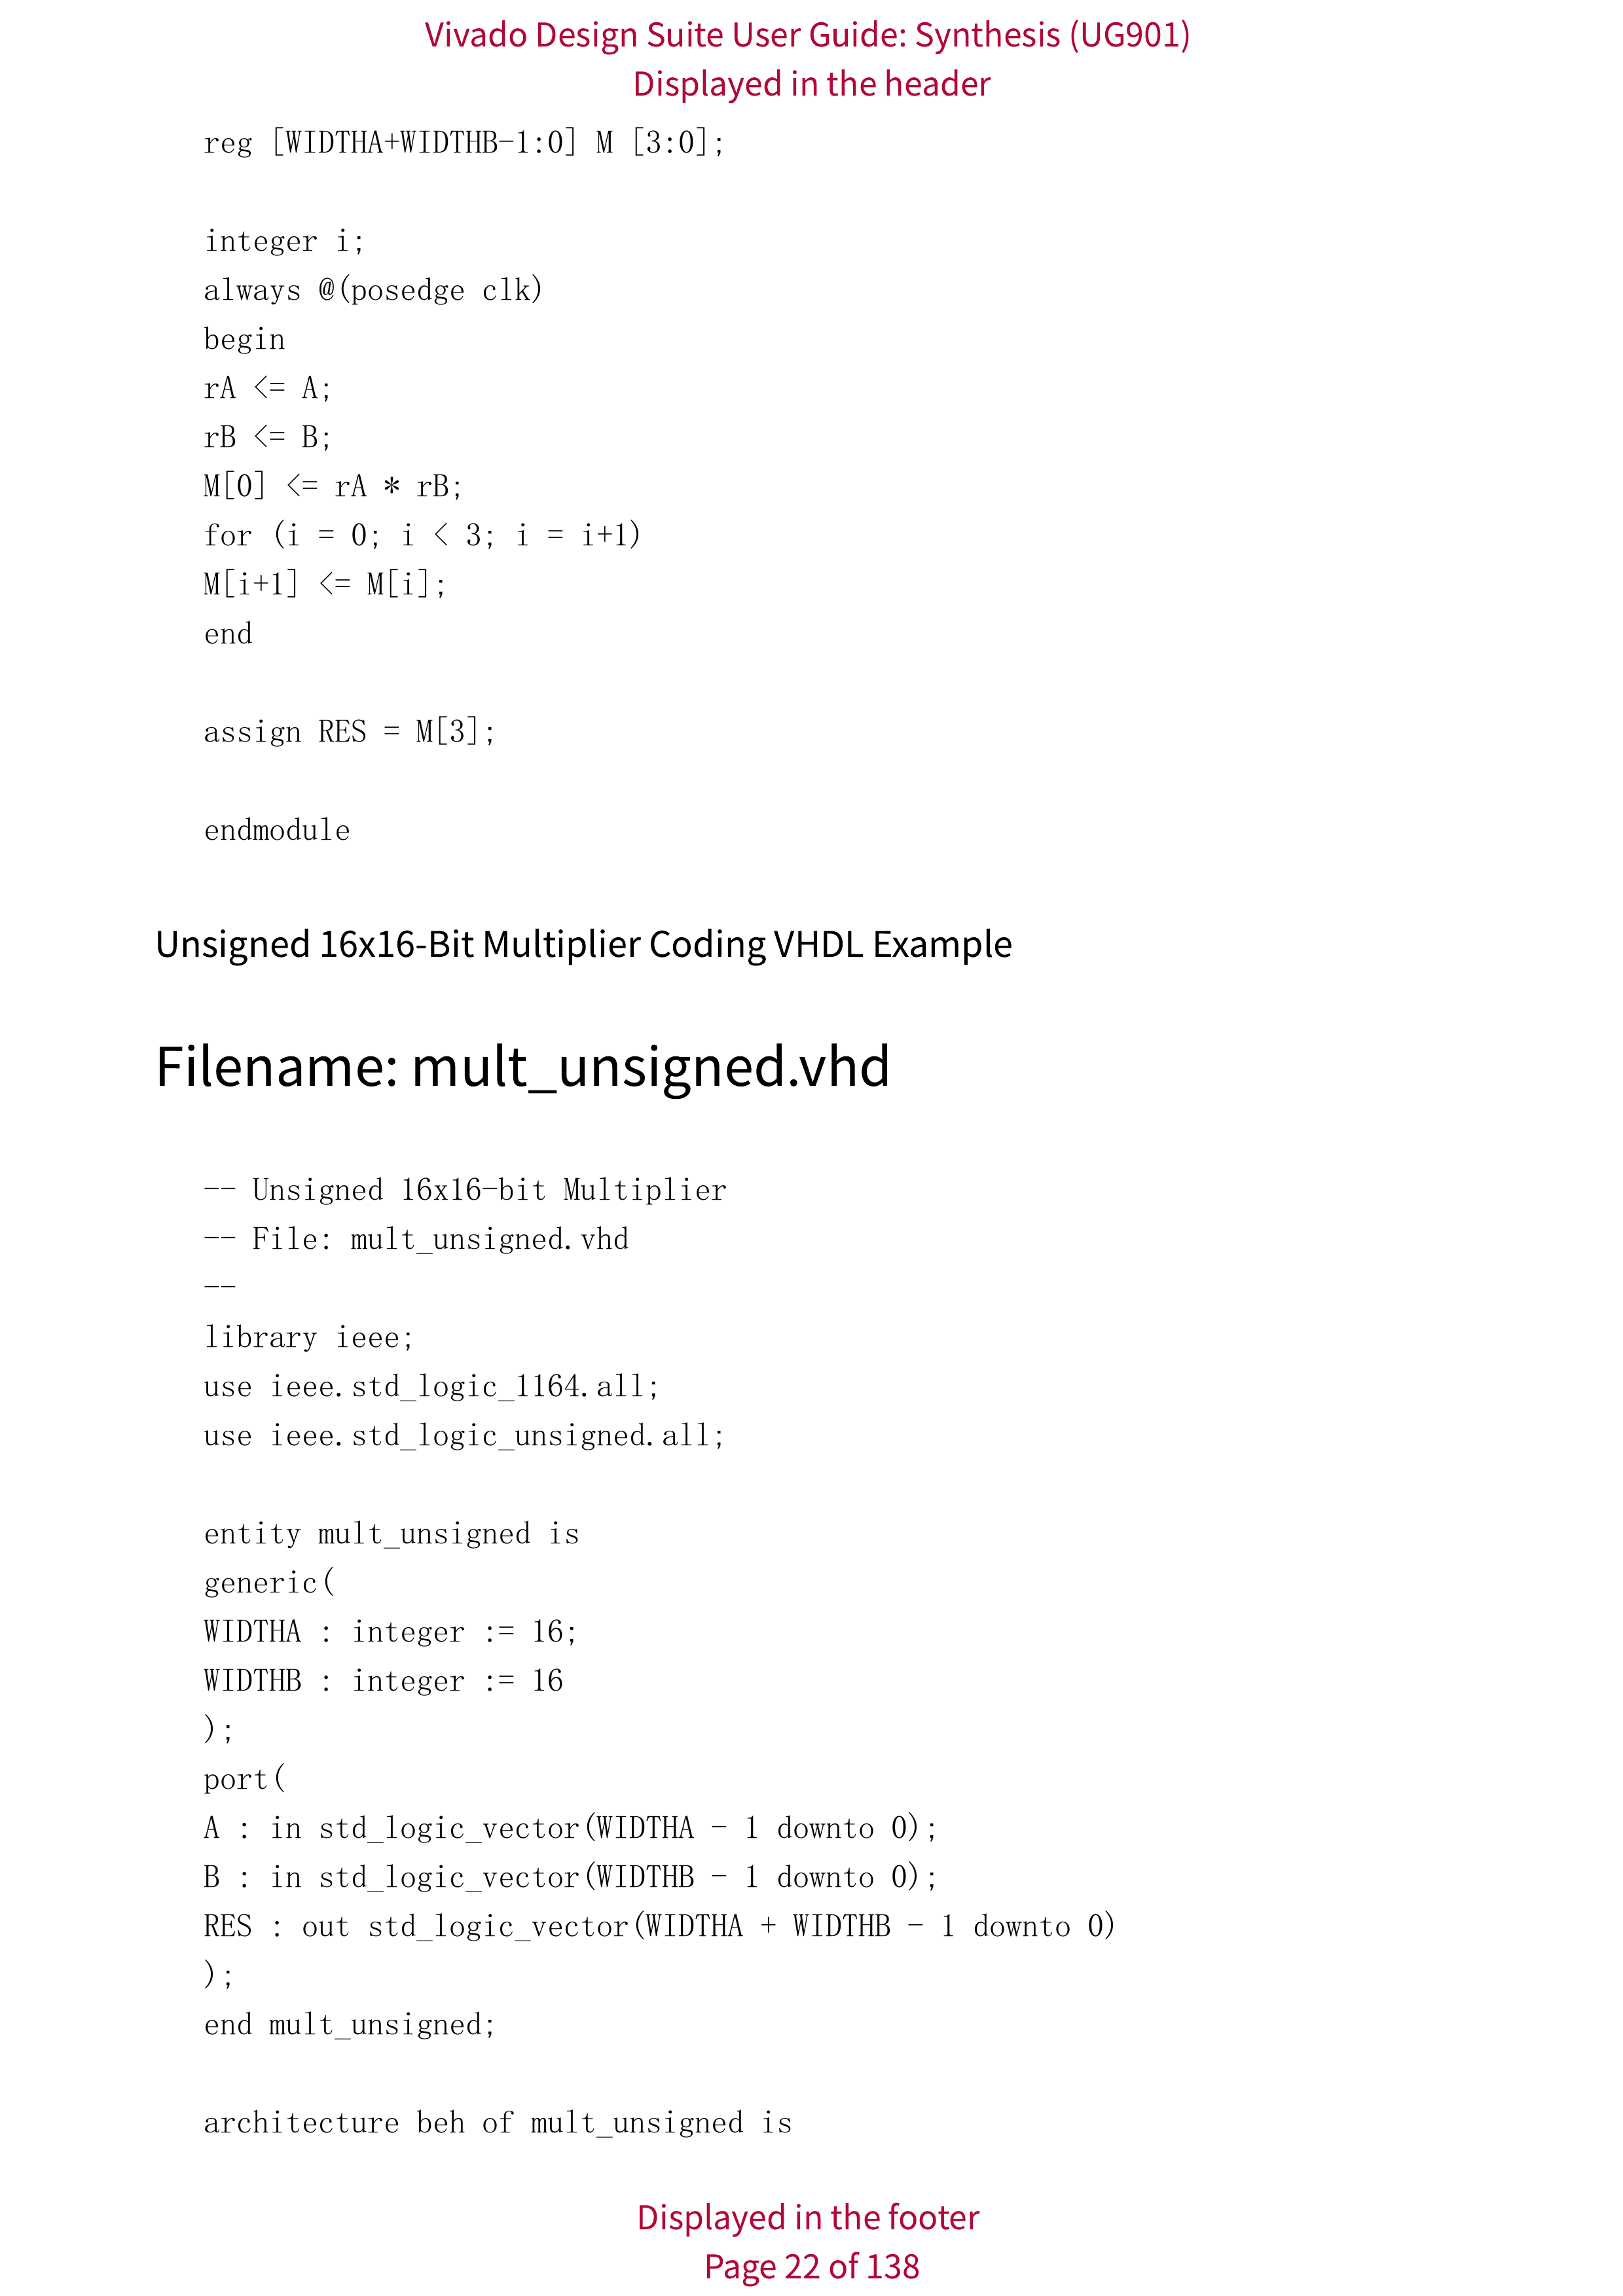 Vivado Design Suite User Guide: Synthesis (UG901)
Displayed in the header
reg [WIDTHA+WIDTHB-1:0] M [3:0];
integer i;
always @(posedge clk)
begin
rA <= A;
rB <= B;
M[0] <= rA * rB;
for (i = 0; i < 3; i = i+1)
M[i+1] <= M[i];
end
assign RES = M[3];
endmodule
Unsigned 16x16-Bit Multiplier Coding VHDL Example
Filename: mult_unsigned.vhd
-- Unsigned 16x16-bit Multiplier
-- File: mult_unsigned.vhd
--
library ieee;
use ieee.std_logic_1164.all;
use ieee.std_logic_unsigned.all;
entity mult_unsigned is
generic(
WIDTHA : integer := 16;
WIDTHB : integer := 16
);
port(
A : in std_logic_vector(WIDTHA - 1 downto 0);
B : in std_logic_vector(WIDTHB - 1 downto 0);
RES : out std_logic_vector(WIDTHA + WIDTHB - 1 downto 0)
);
end mult_unsigned;
architecture beh of mult_unsigned is
Displayed in the footer
Page 22 of 138